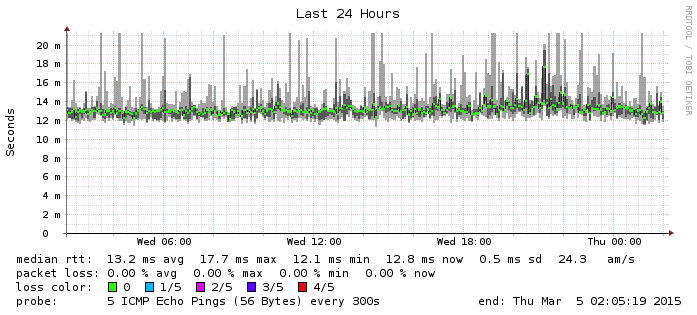 Last 24 Hours
RRDTOOL / TOBI OETIKER
Seconds
20 m
18 m
16 m
14 m
12 m
10 m
8 m
6 m
4 m
2 m
0
Wed 06:00 Wed 12:00 Wed 18:00 Thu 00:00
median rtt: 13.2 ms avg 17.7 ms max 12.1 ms min 12.8 ms now 0.5 ms sd 24.3 am/s
packet loss: 0.00 % avg 0.00 % max 0.00 % min 0.00 % now
loss color: 0 1/5 2/5 3/5 4/5
probe: 5 ICMP Echo Pings (56 Bytes) every 300s end: Thu Mar 5 02:05:19 2015